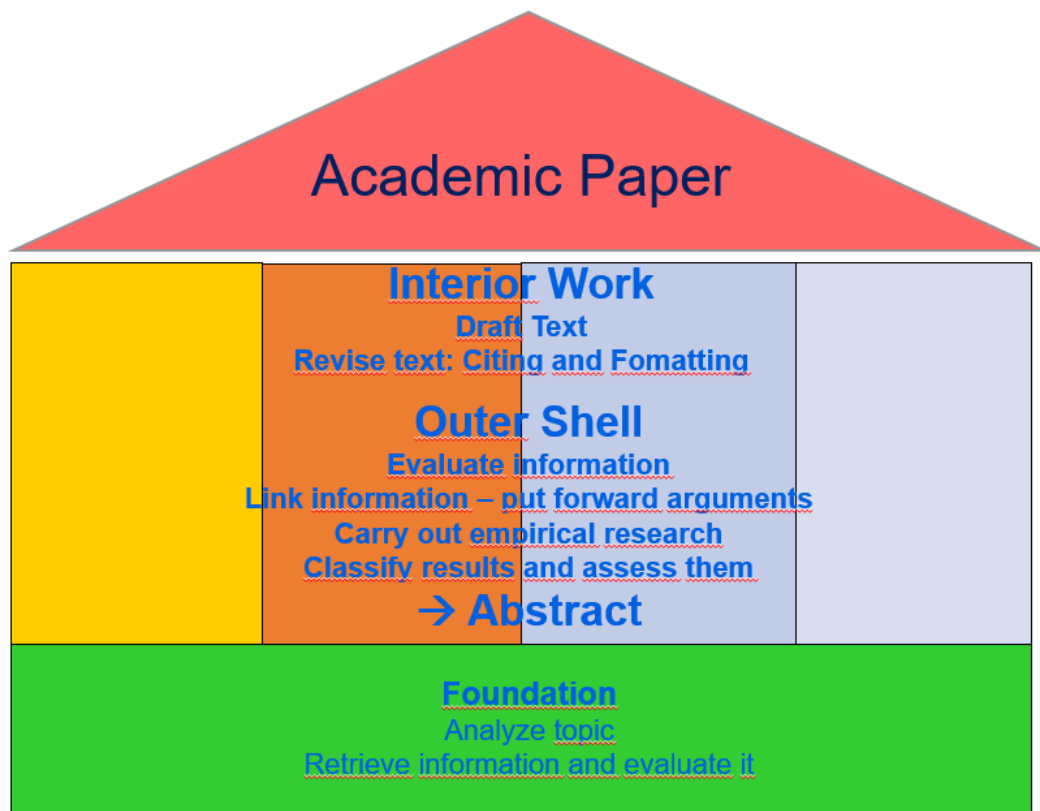 Academic Paper
Interior Work
Draft Text
Revise text: Citing and Fomatting
Outer Shell
Evaluate information
Link information – put forward arguments
Carry out empirical research
Classify results and assess them
→ Abstract
Foundation
Analyze topic
Retrieve information and evaluate it